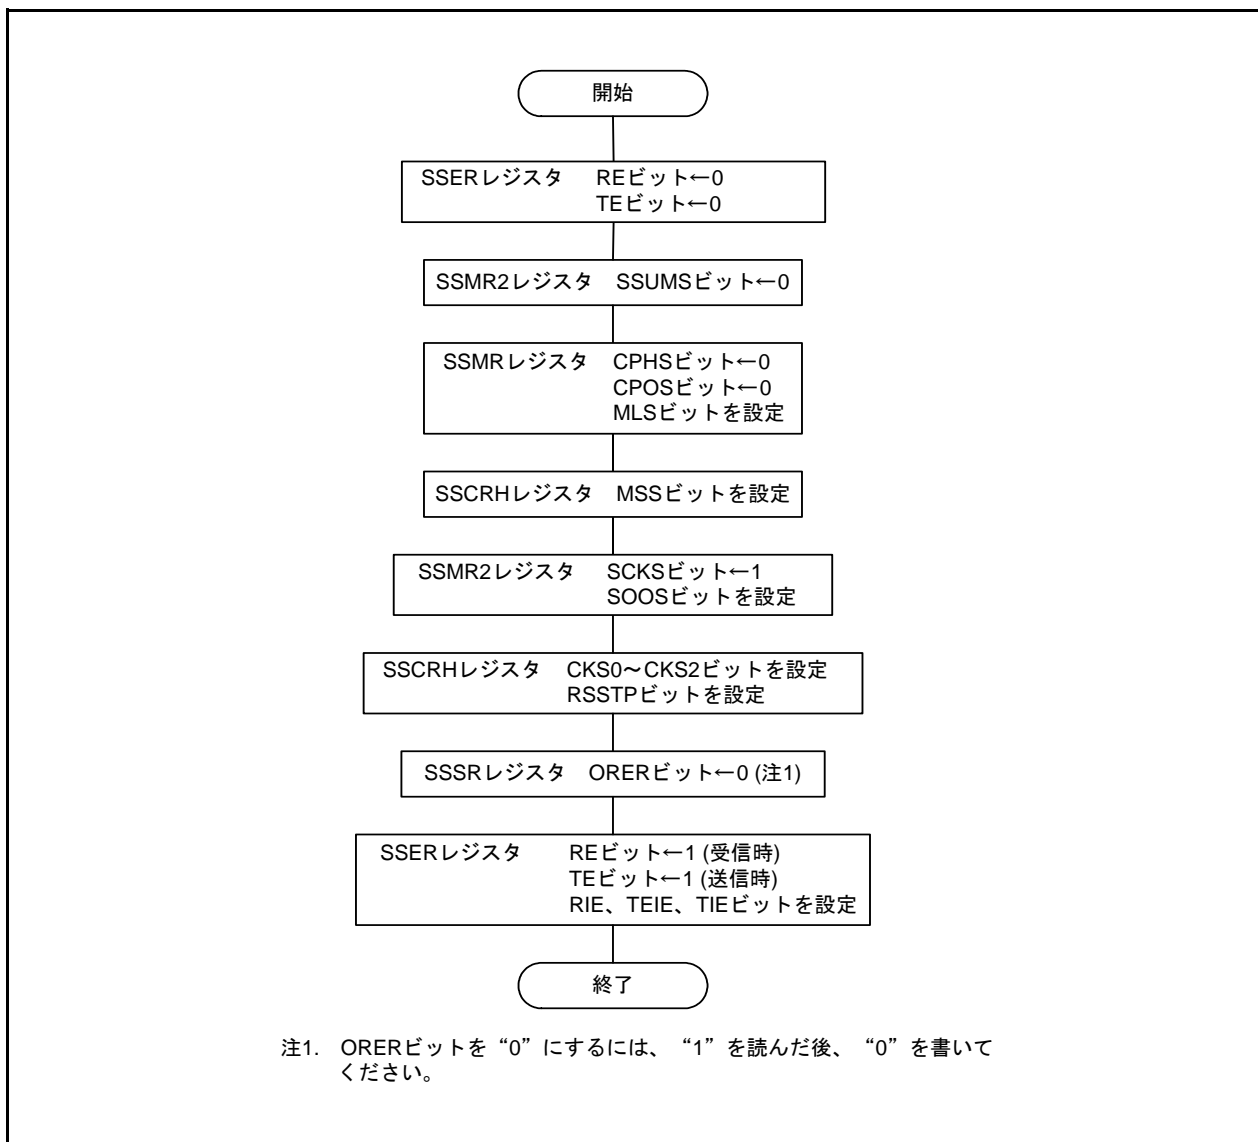 開始
SSERレジスタ REビット←0
TEビット←0
SSMR2レジスタ SSUMSビット←0
SSMRレジスタ CPHSビット←0
CPOSビット←0
MLSビットを設定
SSCRHレジスタ MSSビットを設定
SSMR2レジスタ SCKSビット←1
SOOSビットを設定
SSCRHレジスタ CKS0～CKS2ビットを設定
RSSTPビットを設定
SSSRレジスタ ORERビット←0 (注1)
SSERレジスタ REビット←1 (受信時)
TEビット←1 (送信時)
RIE、TEIE、TIEビットを設定
終了
注1. ORERビットを“0”にするには、“1”を読んだ後、“0”を書いて
ください。